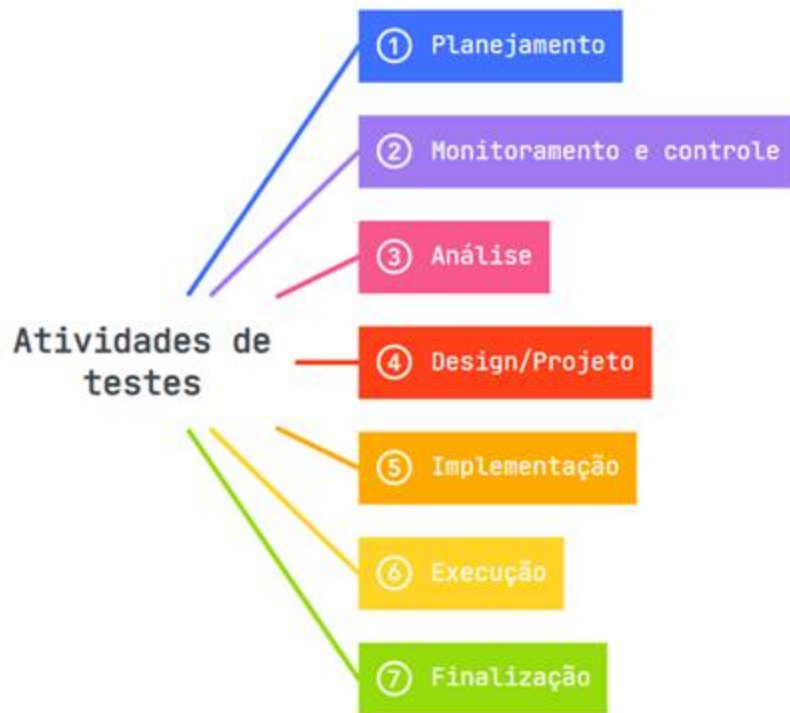 ① Planejamento
② Monitoramento e controle
③ Análise
Atividades de
testes
④ Design/Projeto
⑤ Implementação
⑥ Execução
⑦ Finalização